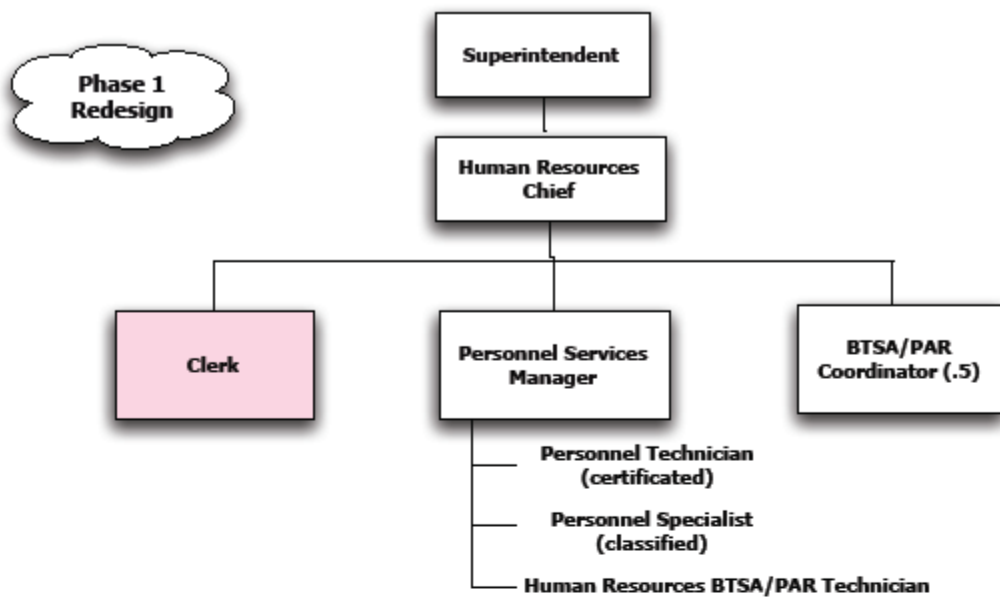 Superintendent
Phase 1
Redesign
Human Resources
Chief
Clerk
Personnel Services
Manager
BTSA/PAR
Coordinator (.5)
Personnel Technician
(certificated)
Personnel Specialist
(classified)
Human Resources BTSA/PAR Technician